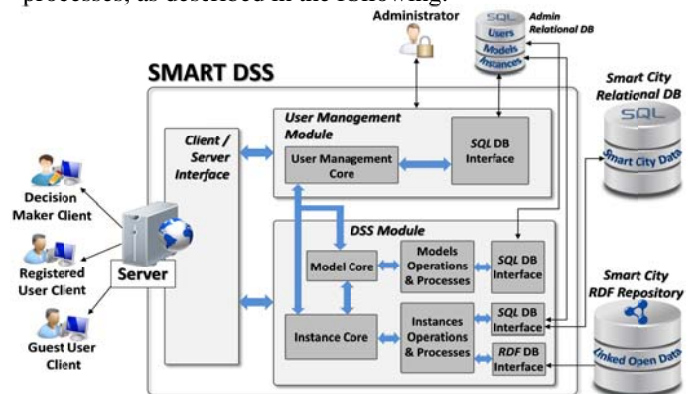 processes, as described in the following.
Administrator
SQL
Users
Models
Instances
Admin
Relational DB
SMART DSS
Smart City
Relational DB
SQL
Smart City Data
User Management
Module
Client /
Server
Interface
User Management
Core
SQL DB
Interface
Decision
Maker Client
Registered
User Client
Guest User
Client
Server
DSS Module
Model Core
Models
Operations
& Processes
SQL DB
Interface
Instance Core
Instances
Operations
& Processes
SQL DB
Interface
RDF DB
Interface
Smart City
RDF Repository
Linked Open Data